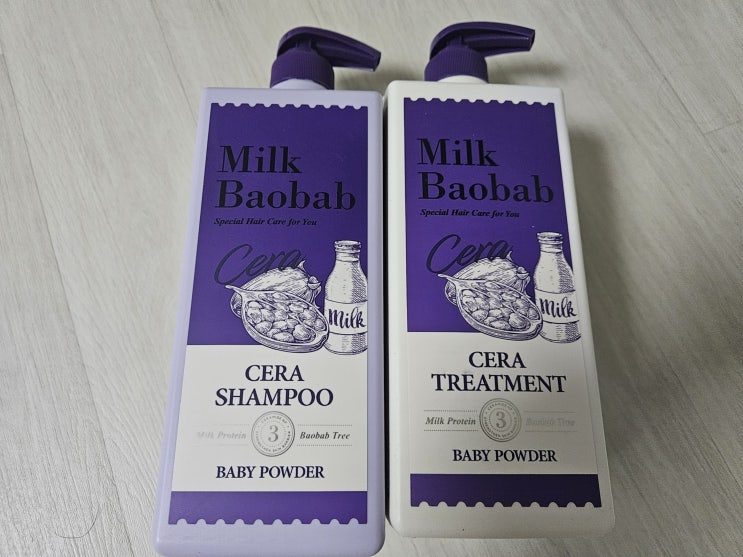 Milk
Baobab
Special Hair Care for You
Cera
Milk
CERA
SHAMPOO
Milk Protein 3 Baobab Tree
BABY POWDER
Milk
Baobab
Special Hair Care for You
Cera
Milk
CERA
TREATMENT
Milk Protein 3 Baobab Tree
BABY POWDER